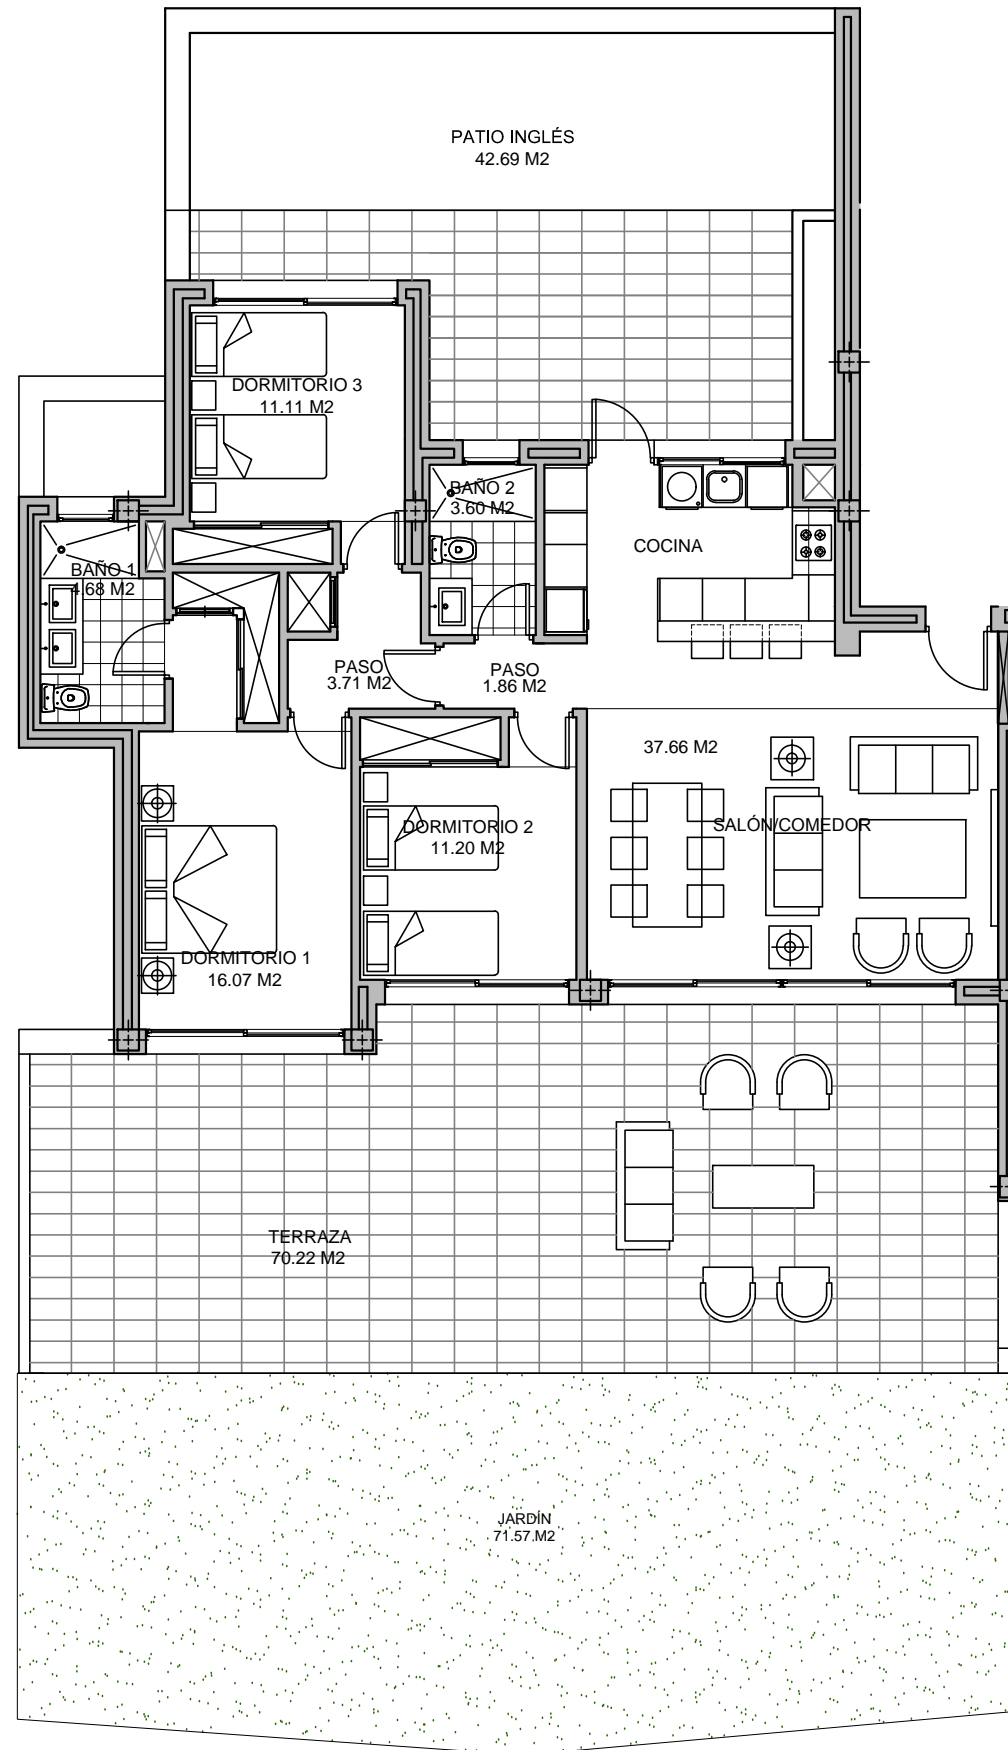 PATIO INGLÉS
42.69 M2
DORMITORIO 3
11.11 M2
BAÑO 2
3.60 M2
COCINA
BAÑO 1
4.68 M2
PASO
3.71 M2
PASO
1.86 M2
37.66 M2
SALÓN/COMEDOR
DORMITORIO 2
11.20 M2
DORMITORIO 1
16.07 M2
TERRAZA
70.22 M2
JARDÍN
71.57 M2